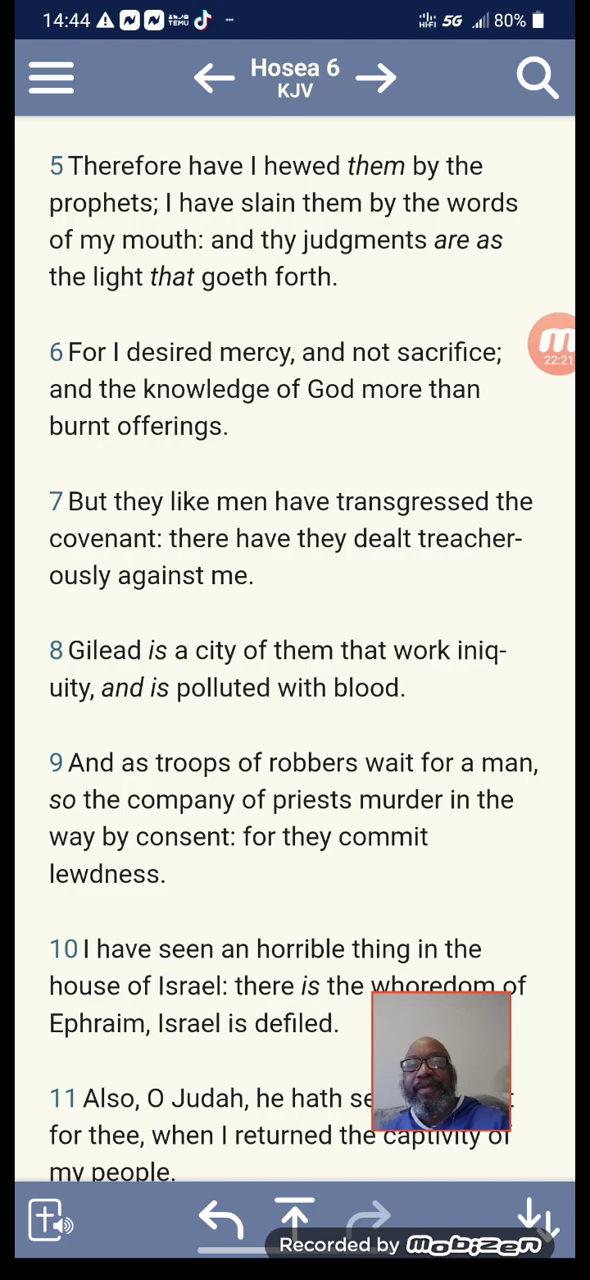 14:44 TEMU 5G 80%
Hosea 6
KJV
5 Therefore have I hewed them by the
prophets; I have slain them by the words
of my mouth: and thy judgments are as
the light that goeth forth.
6 For I desired mercy, and not sacrifice;
and the knowledge of God more than
burnt offerings.
22:21
7 But they like men have transgressed the
covenant: there have they dealt treacher-
ously against me.
8 Gilead is a city of them that work iniq-
uity, and is polluted with blood.
9 And as troops of robbers wait for a man,
so the company of priests murder in the
way by consent: for they commit
lewdness.
10 I have seen an horrible thing in the
house of Israel: there is the whoredom of
Ephraim, Israel is defiled.
11 Also, O Judah, he hath
for thee, when I returned the captivity of
my people.
Recorded by mobizen